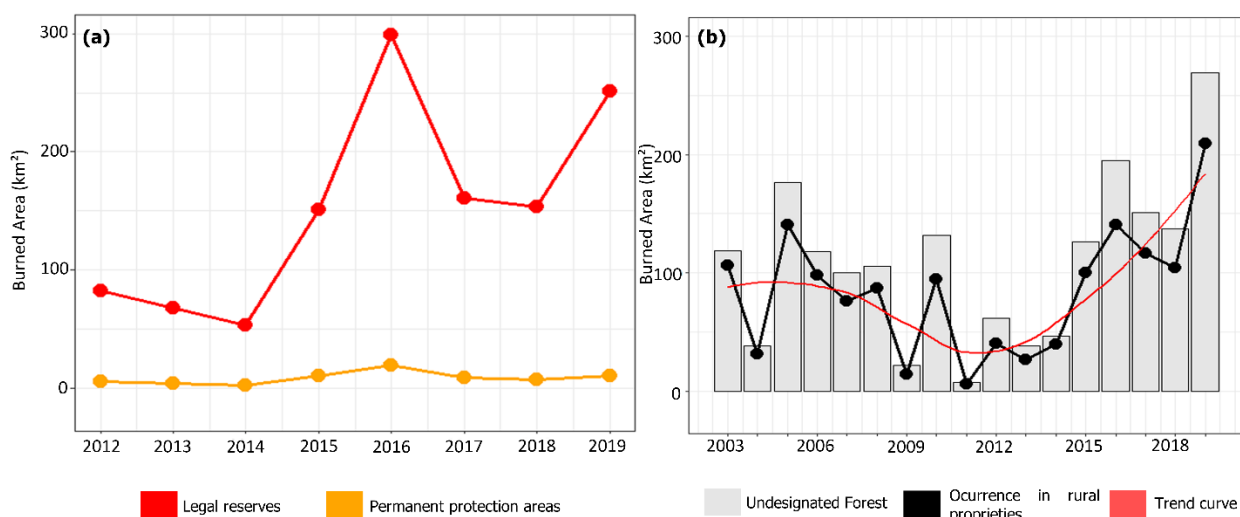 (a)
300
200
100
0
Burned Area (km²)
2012 2013 2014 2015 2016 2017 2018 2019
Legal reserves Permanent protection areas
(b)
300
200
100
0
Burned Area (km²)
2003 2006 2009 2012 2015 2018
Undesignated Forest Ocurrence in rural proprieties Trend curve